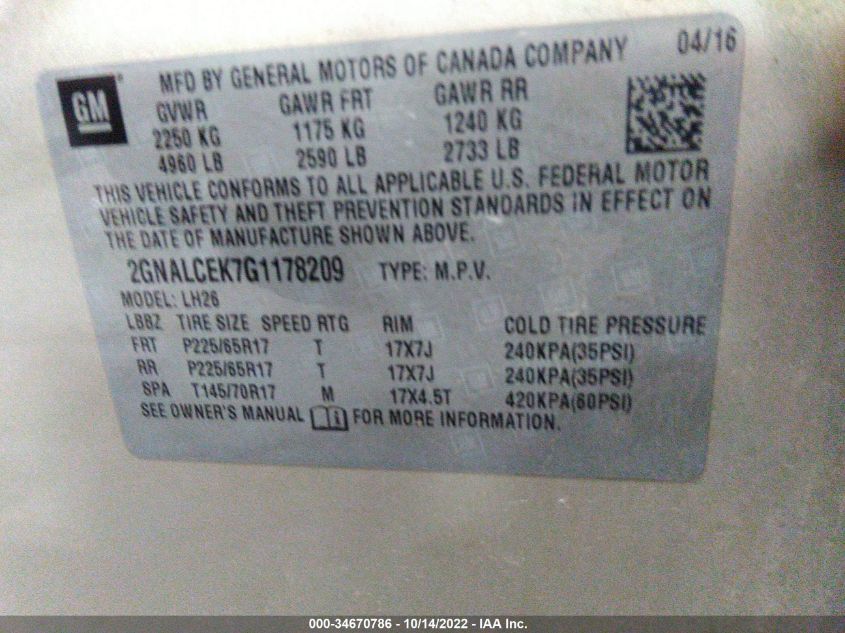 GM
MFD BY GENERAL MOTORS OF CANADA COMPANY 04/16
GVWR GAWR FRT GAWR RR
2250 KG 1175 KG 1240 KG
4960 LB 2590 LB 2733 LB
THIS VEHICLE CONFORMS TO ALL APPLICABLE U.S. FEDERAL MOTOR
VEHICLE SAFETY AND THEFT PREVENTION STANDARDS IN EFFECT ON
THE DATE OF MANUFACTURE SHOWN ABOVE.
2GNALCEK7G1178209 TYPE: M.P.V.
MODEL: LH26
LBBZ TIRE SIZE SPEED RTG RIM COLD TIRE PRESSURE
FRT P225/65R17 T 17X7J 240KPA(35PSI)
RR P225/65R17 T 17X7J 240KPA(35PSI)
SPA T145/70R17 M 17X4.5T 420KPA(60PSI)
SEE OWNER'S MANUAL i FOR MORE INFORMATION.
000-34670786 - 10/14/2022 - IAA Inc.